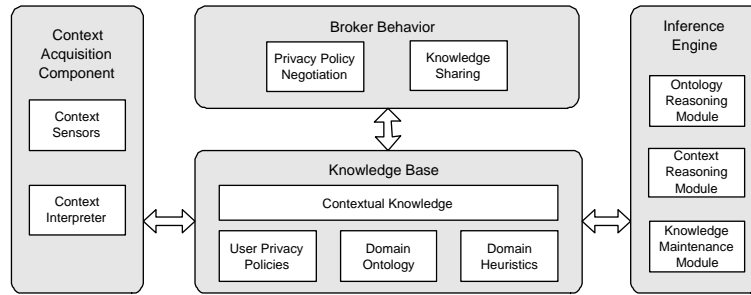 Context
Acquisition
Component
Context
Sensors
Context
Interpreter
Broker Behavior
Privacy Policy
Negotiation
Knowledge
Sharing
Knowledge Base
Contextual Knowledge
User Privacy
Policies
Domain
Ontology
Domain
Heuristics
Inference
Engine
Ontology
Reasoning
Module
Context
Reasoning
Module
Knowledge
Maintenance
Module